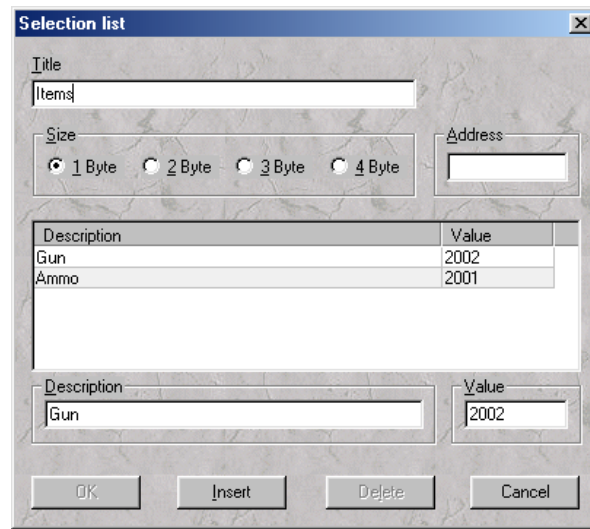 Selection list
Title
Items
Size
1 Byte 2 Byte 3 Byte 4 Byte
Address
Description Value
Gun 2002
Ammo 2001
Description
Gun
Value
2002
OK Insert Delete Cancel